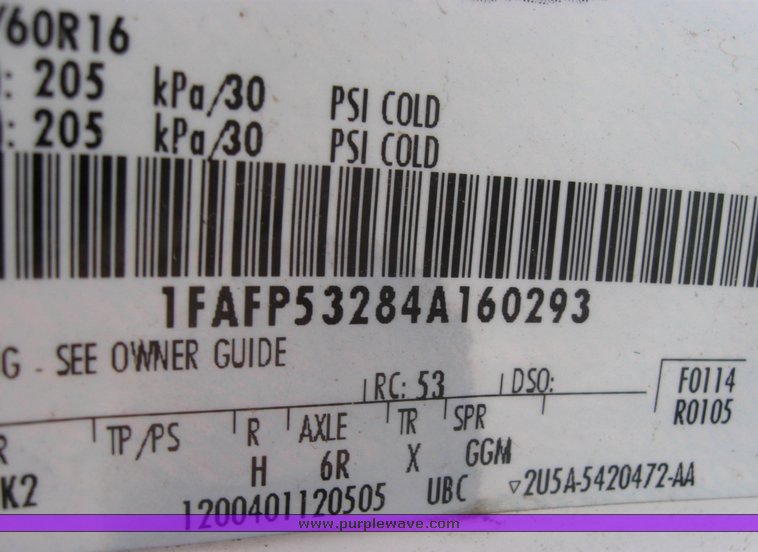 /60R16
: 205 kPa/30 PSI COLD
: 205 kPa/30 PSI COLD
1FAFP53284A160293
G - SEE OWNER GUIDE
RC: 53 DSO: F0114
R0105
R TP/PS R AXLE TR SPR
K2 H 6R X GGM
1200401120505 UBC ▽2U5A-5420472-AA
www.purplewave.com